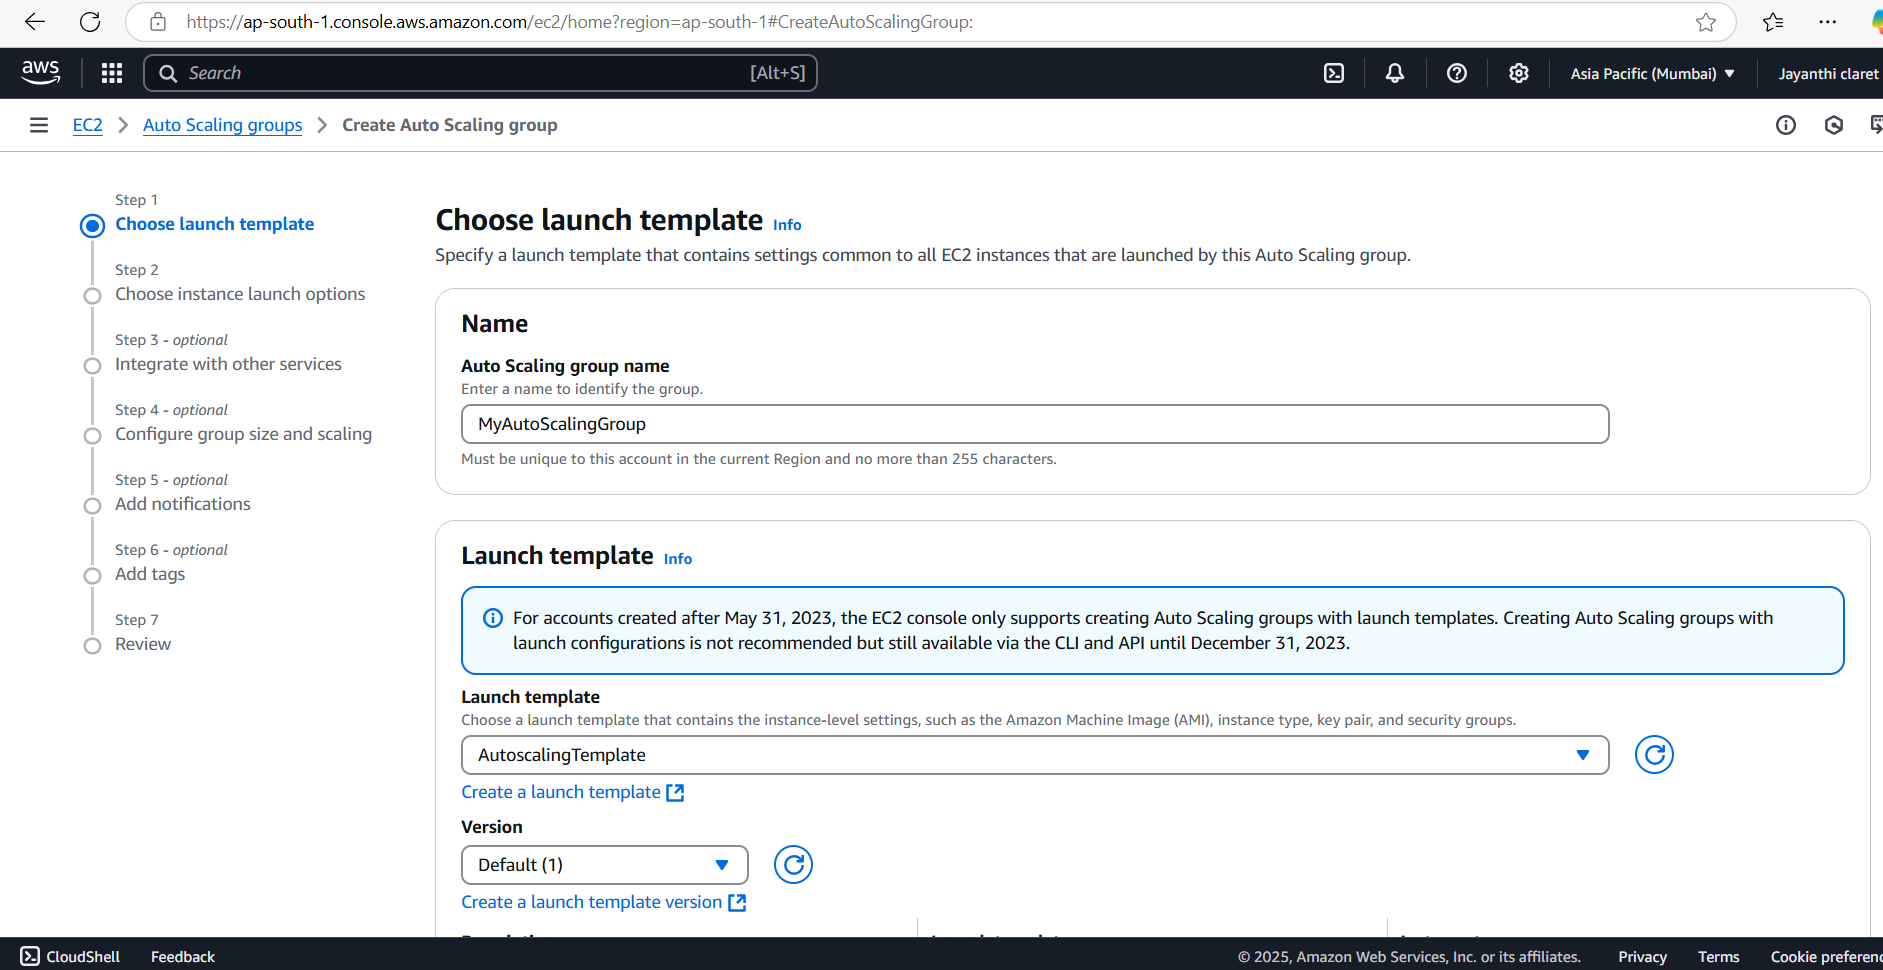 https://ap-south-1.console.aws.amazon.com/ec2/home?region=ap-south-1#CreateAutoScalingGroup:
aws
Search
[Alt+S]
Asia Pacific (Mumbai)
Jayanthi claret
EC2
Auto Scaling groups
Create Auto Scaling group
Step 1
Choose launch template
Step 2
Choose instance launch options
Step 3 - optional
Integrate with other services
Step 4 - optional
Configure group size and scaling
Step 5 - optional
Add notifications
Step 6 - optional
Add tags
Step 7
Review
Choose launch template Info
Specify a launch template that contains settings common to all EC2 instances that are launched by this Auto Scaling group.
Name
Auto Scaling group name
Enter a name to identify the group.
MyAutoScalingGroup
Must be unique to this account in the current Region and no more than 255 characters.
Launch template Info
For accounts created after May 31, 2023, the EC2 console only supports creating Auto Scaling groups with launch templates. Creating Auto Scaling groups with
launch configurations is not recommended but still available via the CLI and API until December 31, 2023.
Launch template
Choose a launch template that contains the instance-level settings, such as the Amazon Machine Image (AMI), instance type, key pair, and security groups.
AutoscalingTemplate
Create a launch template
Version
Default (1)
Create a launch template version
CloudShell
Feedback
© 2025, Amazon Web Services, Inc. or its affiliates.
Privacy
Terms
Cookie preferenc